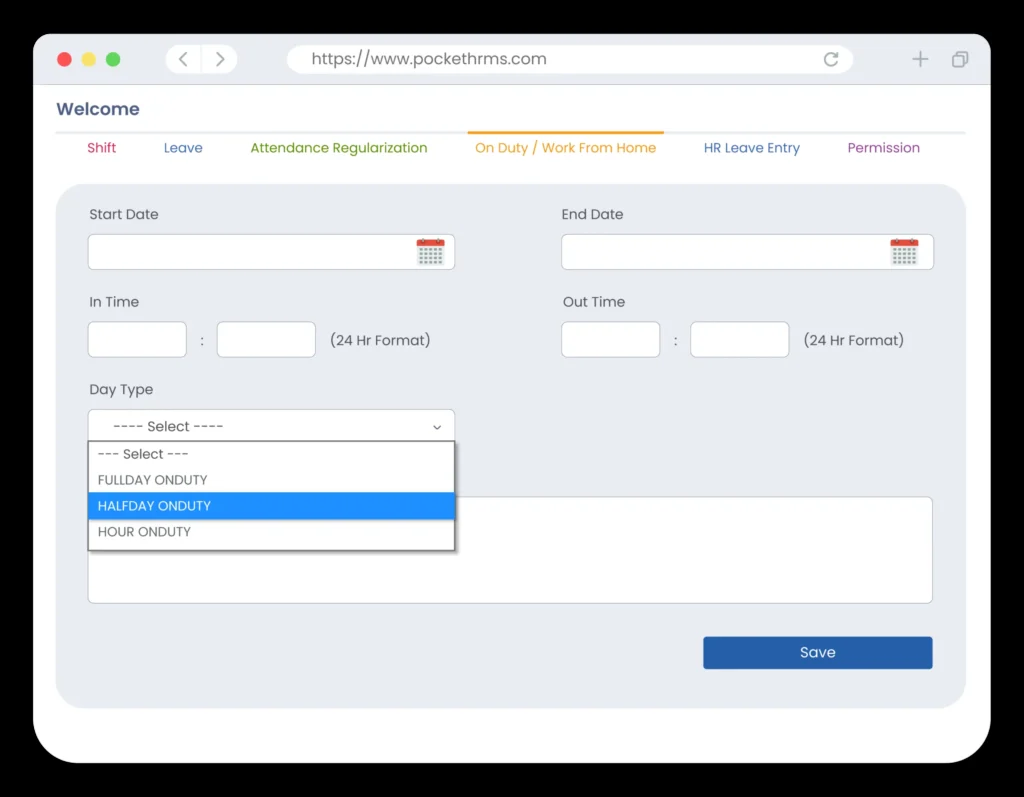 https://www.pockethrms.com
Welcome
Shift Leave Attendance Regularization On Duty / Work From Home HR Leave Entry Permission
Start Date End Date
In Time Out Time
: (24 Hr Format) : (24 Hr Format)
Day Type
---- Select ----
--- Select ---
FULLDAY ONDUTY
HALFDAY ONDUTY
HOUR ONDUTY
Save